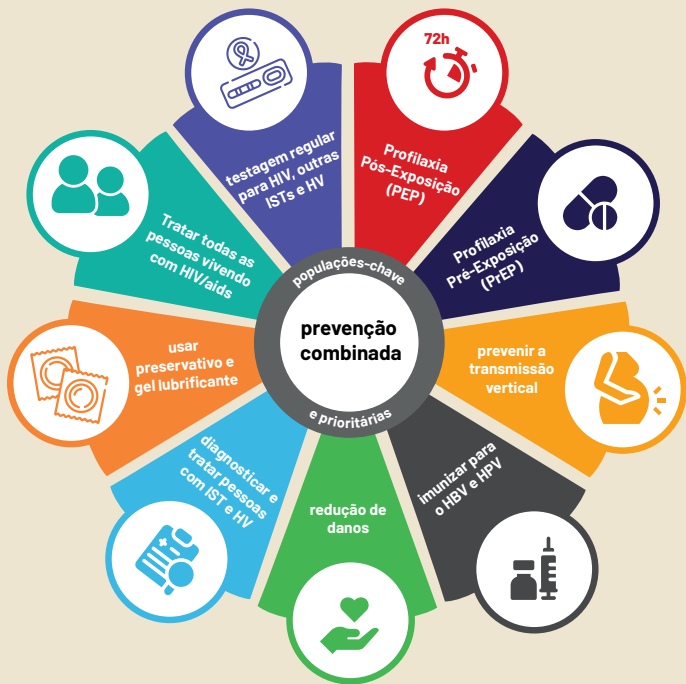 72h
Profilaxia
Pós-Exposição
(PEP)
Profilaxia
Pré-Exposição
(PrEP)
prevenir a
transmissão
vertical
imunizar para
o HBV e HPV
redução de
danos
diagnosticar e
tratar pessoas
com IST e HV
usar
preservativo e
gel lubrificante
Tratar todas as
pessoas vivendo
com HIV/aids
testagem regular
para HIV, outras
ISTs e HV
populações-chave
prevenção
combinada
e prioritárias